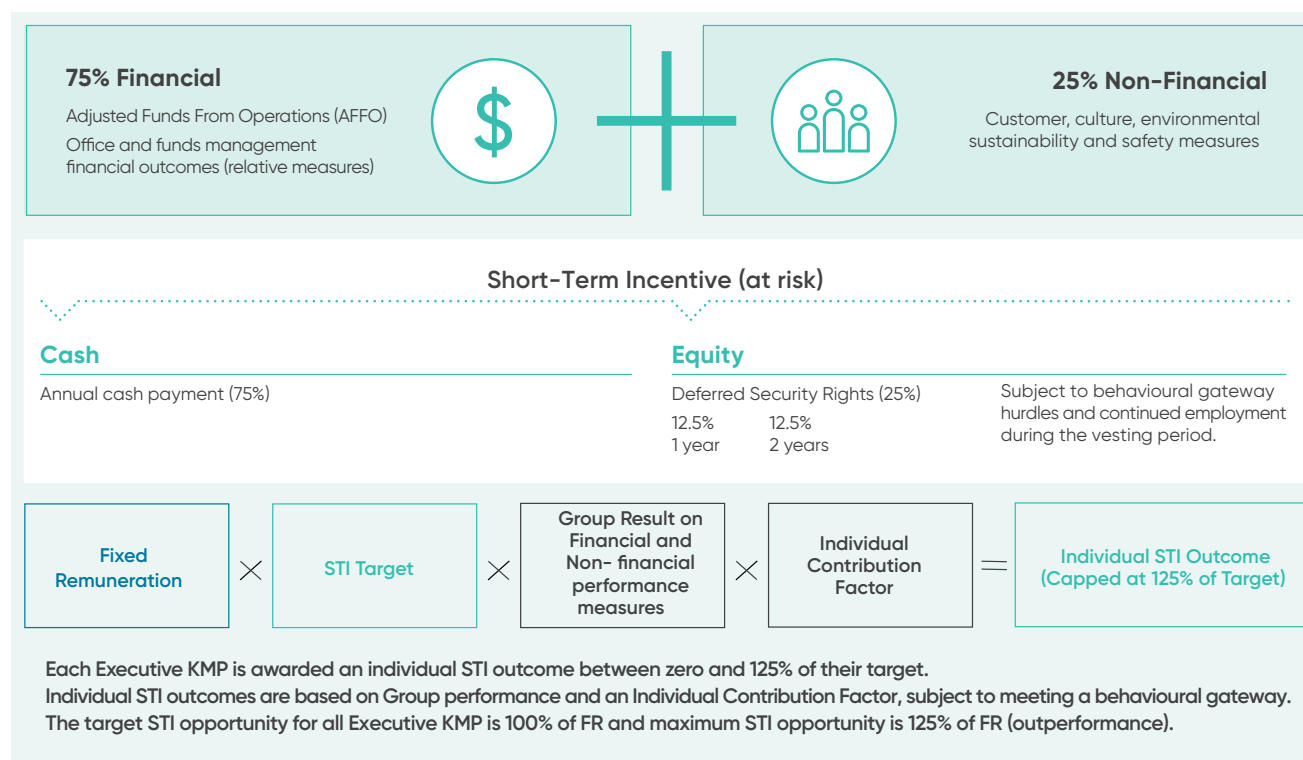 75% Financial
Adjusted Funds From Operations (AFFO)
Office and funds management
financial outcomes (relative measures)
$
25% Non-Financial
Customer, culture, environmental
sustainability and safety measures
Short-Term Incentive (at risk)
Cash
Annual cash payment (75%)
Equity
Deferred Security Rights (25%)
12.5%
1 year
12.5%
2 years
Subject to behavioural gateway
hurdles and continued employment
during the vesting period.
Fixed
Remuneration
×
STI Target
×
Group Result on
Financial and
Non- financial
performance
measures
×
Individual
Contribution
Factor
=
Individual STI Outcome
(Capped at 125% of Target)
Each Executive KMP is awarded an individual STI outcome between zero and 125% of their target.
Individual STI outcomes are based on Group performance and an Individual Contribution Factor, subject to meeting a behavioural gateway.
The target STI opportunity for all Executive KMP is 100% of FR and maximum STI opportunity is 125% of FR (outperformance).